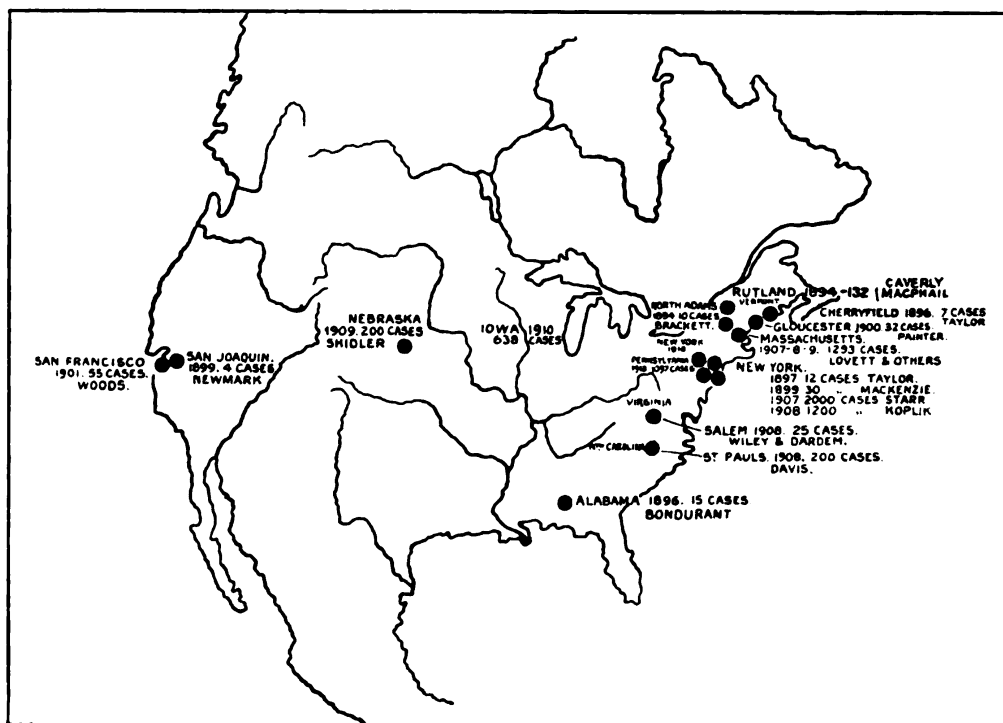 CAVERLY
RUTLAND 1894-132 { MACPHAIL
VERMONT
NORTH ADAMS
1894 10 CASES
BRACKETT.
CHERRYFIELD 1896. 7 CASES
TAYLOR
GLOUCESTER 1900 32 CASES.
PAINTER.
MASSACHUSETTS.
1907-8-9. 1293 CASES.
LOVETT & OTHERS
NEW YORK
PENNSYLVANIA
NEW YORK.
1897 12 CASES TAYLOR.
1899 30 " MACKENZIE.
1907 2000 CASES STARR
1908 1200 " KOPLIK
NEBRASKA
1909. 200 CASES
SHIDLER
IOWA 1910
638 CASES
SAN FRANCISCO
1901. 55 CASES.
WOODS.
SAN JOAQUIN.
1899. 4 CASES
NEWMARK
VIRGINIA
SALEM 1908. 25 CASES.
WILEY & DARDEM.
CAROLINA
ST. PAULS. 1908, 200 CASES.
DAVIS.
ALABAMA 1896. 15 CASES
BONDURANT